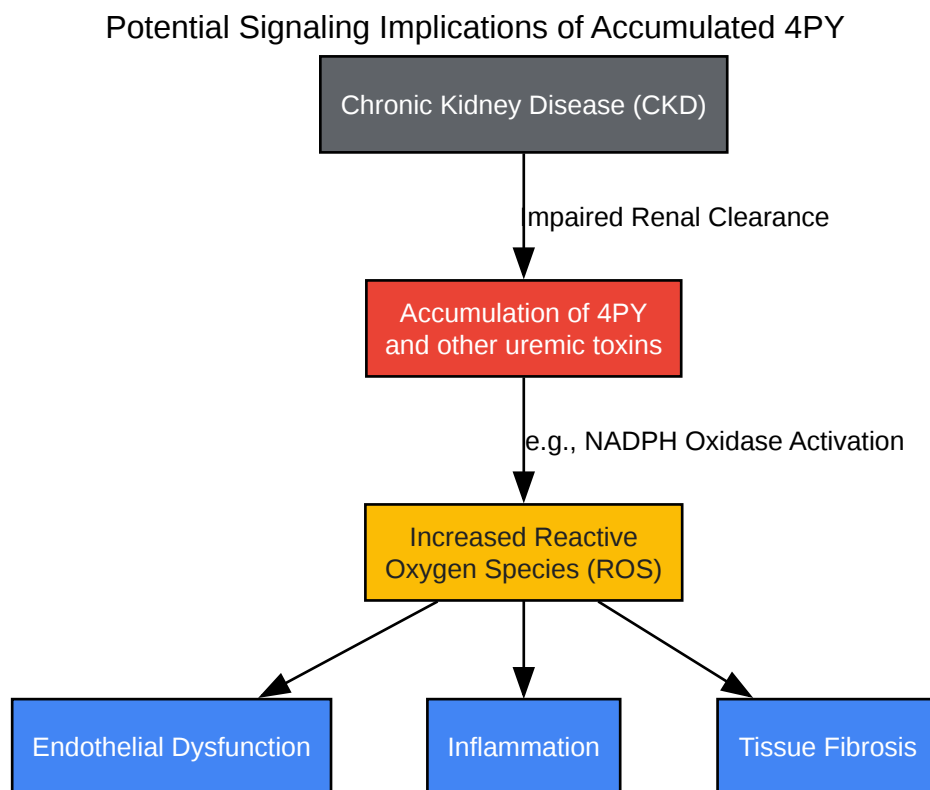 Potential Signaling Implications of Accumulated 4PY
Chronic Kidney Disease (CKD)
Impaired Renal Clearance
Accumulation of 4PY
and other uremic toxins
e.g., NADPH Oxidase Activation
Increased Reactive
Oxygen Species (ROS)
Endothelial Dysfunction
Inflammation
Tissue Fibrosis